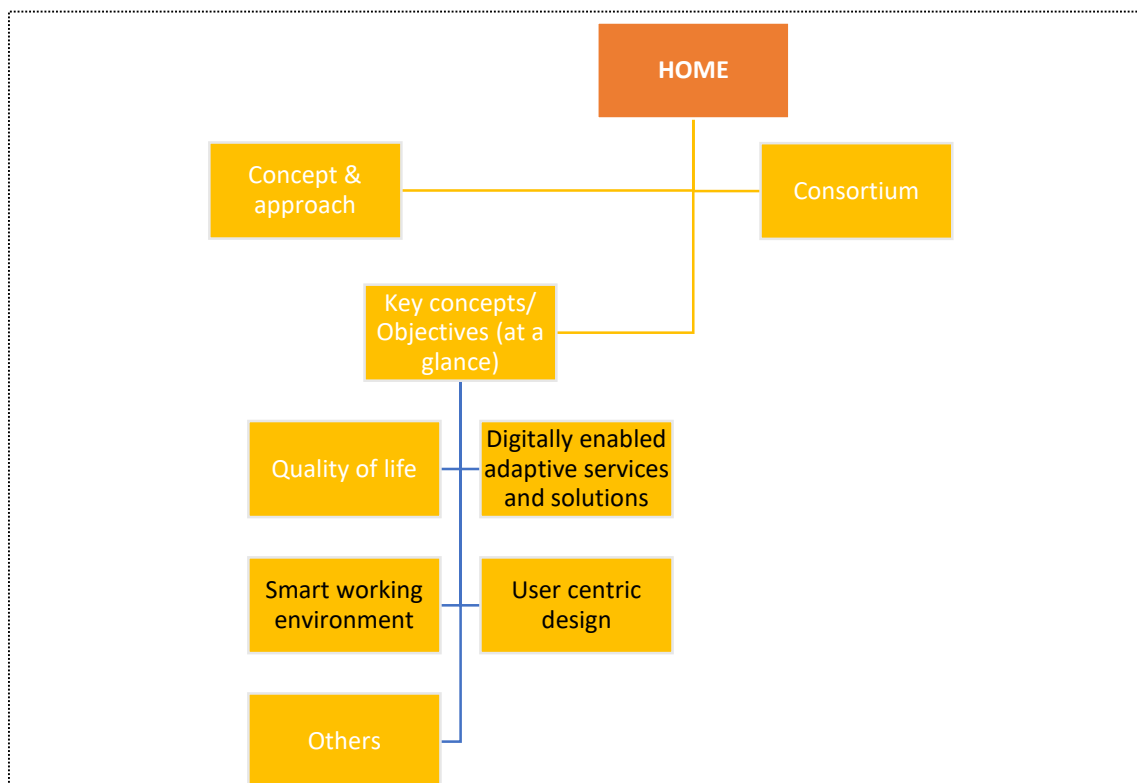 HOME
Concept &
approach
Consortium
Key concepts/
Objectives (at a
glance)
Quality of life
Digitally enabled
adaptive services
and solutions
Smart working
environment
User centric
design
Others